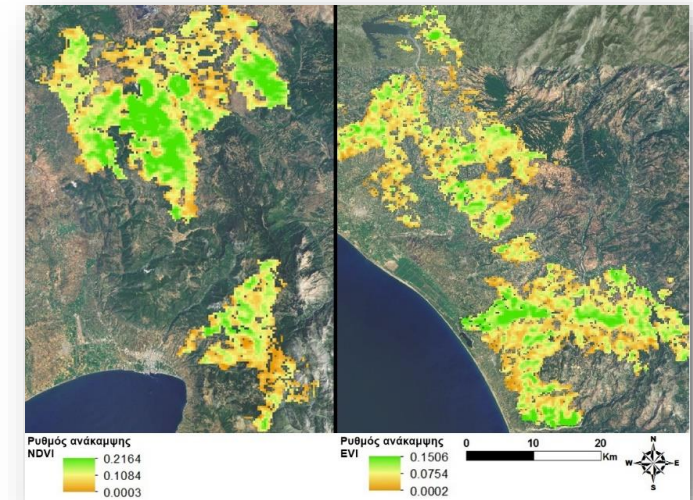 Ρυθμός ανάκαμψης
NDVI
0.2164
0.1084
0.0003
Ρυθμός ανάκαμψης
EVI
0.1506
0.0754
0.0002
0 10 20
Km
N
W E
S